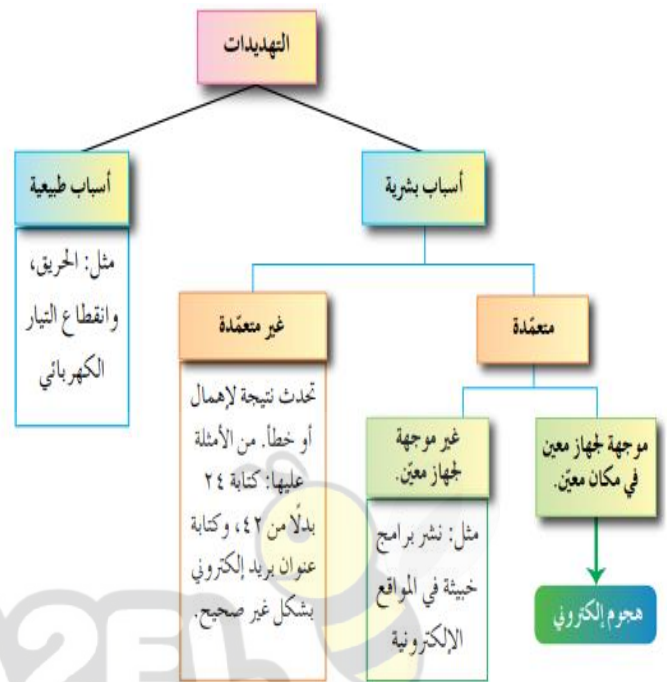 التهديدات
أسباب بشرية
أسباب طبيعية
مثل: الحريق،
وانقطاع التيار
الكهربائي
متعمّدة
غير متعمّدة
تحدث نتيجة لإهمال
أو خطأ. من الأمثلة
عليها: كتابة ٢٤
بدلًا من ٤٢، وكتابة
عنوان بريد إلكتروني
بشكل غير صحيح.
موجهة لجهاز معين
في مكان معيّن.
هجوم إلكتروني
غير موجهة
لجهاز معيّن.
مثل: نشر برامج
خبيثة في المواقع
الإلكترونية